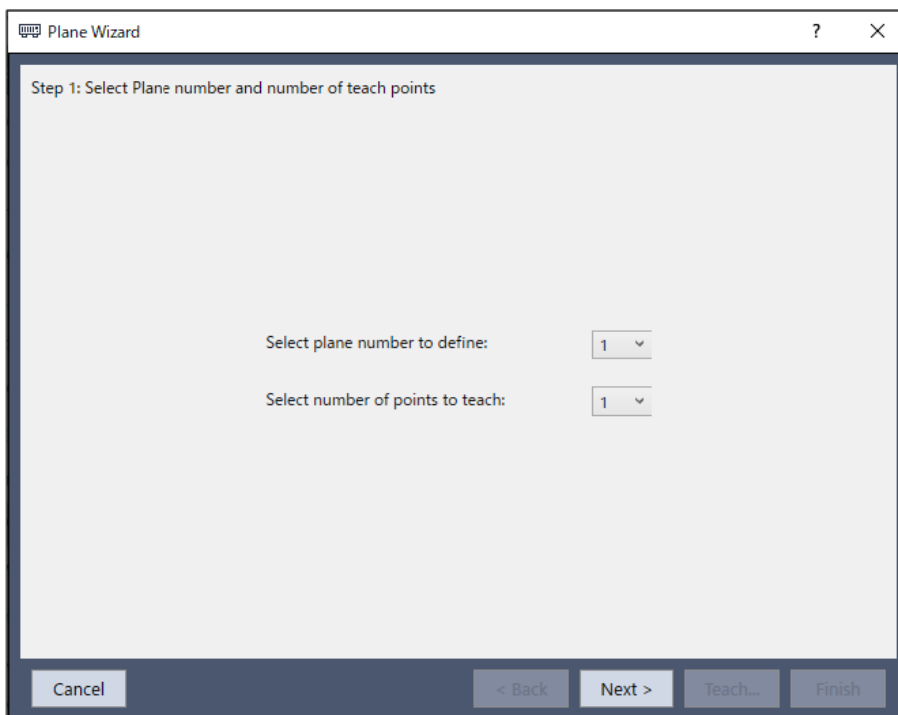 Plane Wizard ?
Step 1: Select Plane number and number of teach points
Select plane number to define: 1
Select number of points to teach: 1
Cancel < Back Next > Teach... Finish